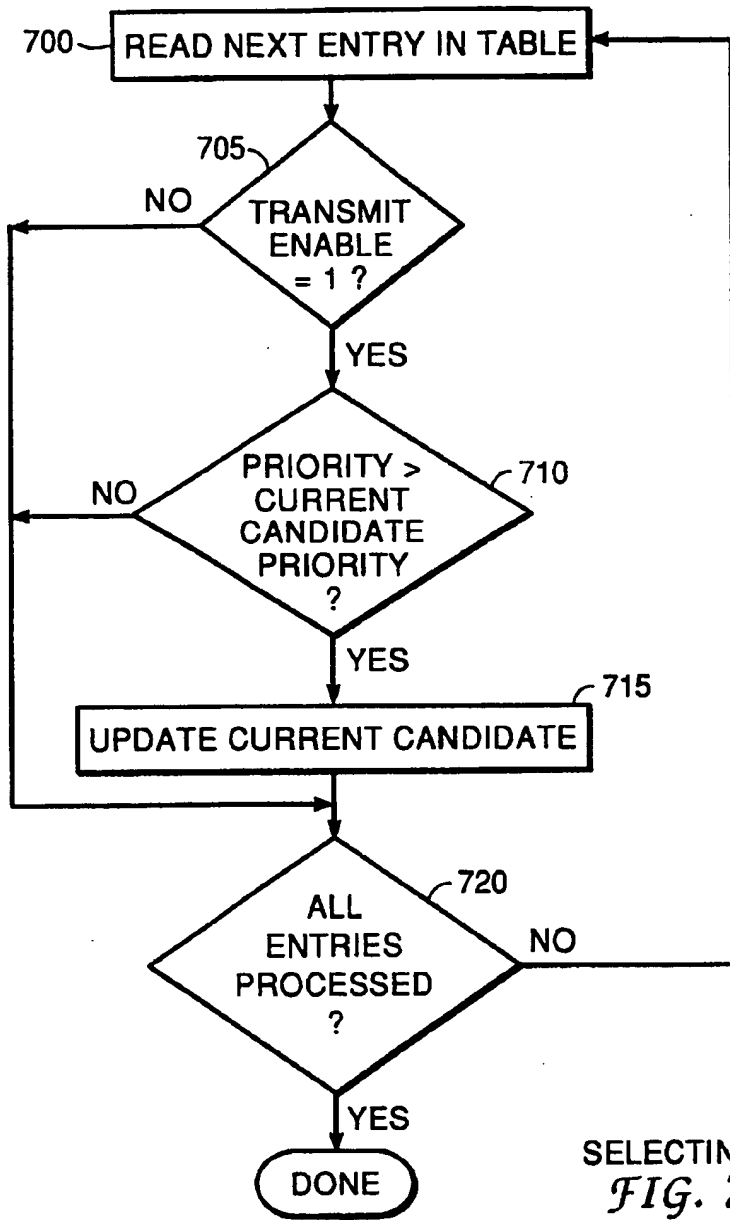 700
READ NEXT ENTRY IN TABLE
705
NO
TRANSMIT
ENABLE
= 1 ?
YES
710
NO
PRIORITY >
CURRENT
CANDIDATE
PRIORITY
?
YES
715
UPDATE CURRENT CANDIDATE
720
ALL
ENTRIES
PROCESSED
?
NO
YES
DONE
FIG.